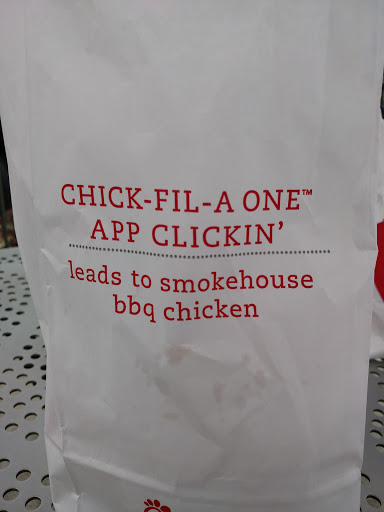 CHICK-FIL-A ONE™
APP CLICKIN'
leads to smokehouse
bbq chicken